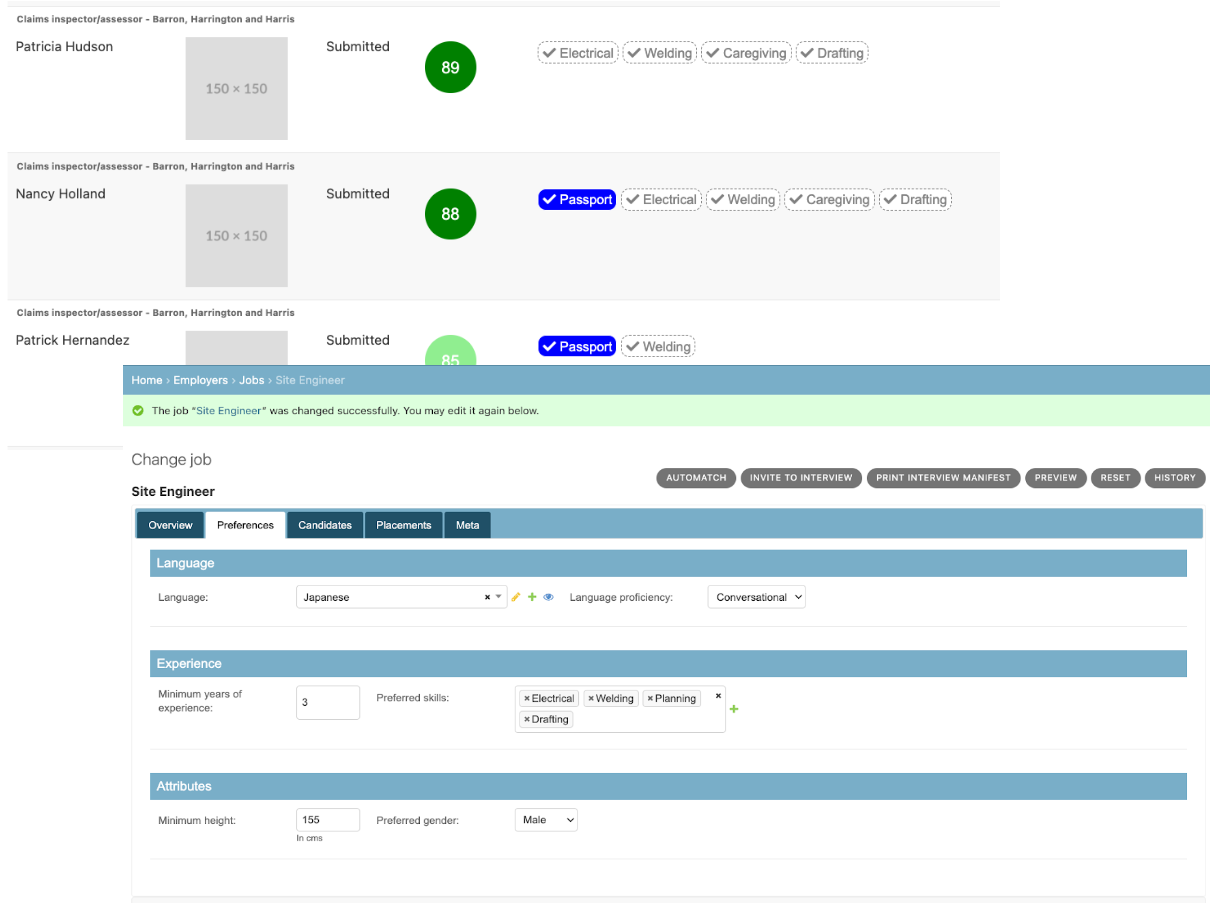 Claims inspector/assessor - Barron, Harrington and Harris
Patricia Hudson
150 × 150
Submitted
89
Electrical Welding Caregiving Drafting
Claims inspector/assessor - Barron, Harrington and Harris
Nancy Holland
150 × 150
Submitted
88
Passport Electrical Welding Caregiving Drafting
Claims inspector/assessor - Barron, Harrington and Harris
Patrick Hernandez
Submitted
85
Passport Welding
Home › Employers › Jobs › Site Engineer
The job “Site Engineer” was changed successfully. You may edit it again below.
Change job
AUTOMATCH INVITE TO INTERVIEW PRINT INTERVIEW MANIFEST PREVIEW RESET HISTORY
Site Engineer
Overview Preferences Candidates Placements Meta
Language
Language: Japanese × Language proficiency: Conversational
Experience
Minimum years of
experience:
3
Preferred skills:
× Electrical × Welding × Planning ×
× Drafting
Attributes
Minimum height: 155 Preferred gender: Male
In cms